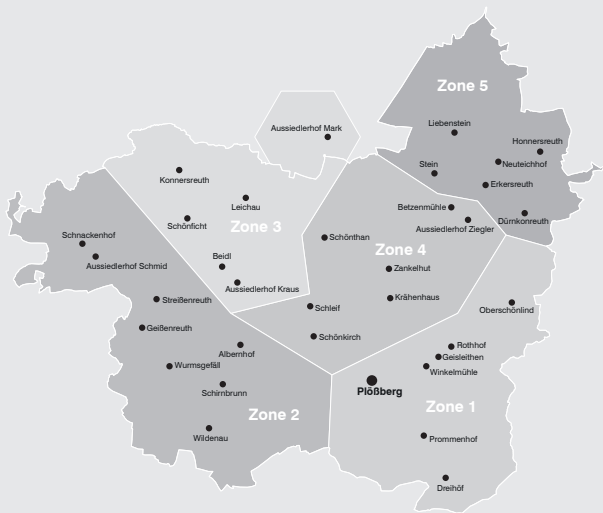 Zone 5
Liebenstein
Aussiedlerhof Mark
Honnersreuth
Neuteichhof
Stein
Konnersreuth
Erkersreuth
Leichau
Betzenmühle
Schönficht
Zone 3
Dürnkonreuth
Aussiedlerhof Ziegler
Schnackenhof
Schönthan
Zone 4
Beidl
Aussiedlerhof Schmid
Zankelhut
Aussiedlerhof Kraus
Streißenreuth
Krähenhaus
Schleif
Oberschönlind
Geißenreuth
Schönkirch
Rothhof
Albernhof
Geisleithen
Wurmsgefäll
Winkelmühle
Schirnbrunn
Plößberg
Zone 1
Zone 2
Wildenau
Prommenhof
Dreihöf